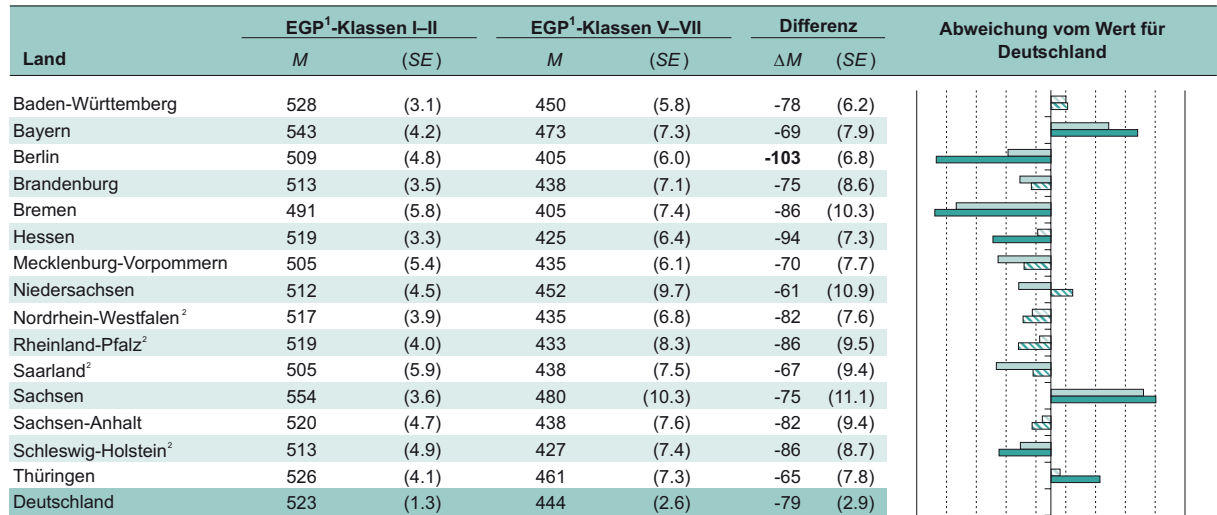 EGP¹-Klassen I–II EGP¹-Klassen V–VII Differenz Abweichung vom Wert für Deutschland
Land M (SE) M (SE) ΔM (SE)
Baden-Württemberg 528 (3.1) 450 (5.8) -78 (6.2)
Bayern 543 (4.2) 473 (7.3) -69 (7.9)
Berlin 509 (4.8) 405 (6.0) -103 (6.8)
Brandenburg 513 (3.5) 438 (7.1) -75 (8.6)
Bremen 491 (5.8) 405 (7.4) -86 (10.3)
Hessen 519 (3.3) 425 (6.4) -94 (7.3)
Mecklenburg-Vorpommern 505 (5.4) 435 (6.1) -70 (7.7)
Niedersachsen 512 (4.5) 452 (9.7) -61 (10.9)
Nordrhein-Westfalen² 517 (3.9) 435 (6.8) -82 (7.6)
Rheinland-Pfalz² 519 (4.0) 433 (8.3) -86 (9.5)
Saarland² 505 (5.9) 438 (7.5) -67 (9.4)
Sachsen 554 (3.6) 480 (10.3) -75 (11.1)
Sachsen-Anhalt 520 (4.7) 438 (7.6) -82 (9.4)
Schleswig-Holstein² 513 (4.9) 427 (7.4) -86 (8.7)
Thüringen 526 (4.1) 461 (7.3) -65 (7.8)
Deutschland 523 (1.3) 444 (2.6) -79 (2.9)